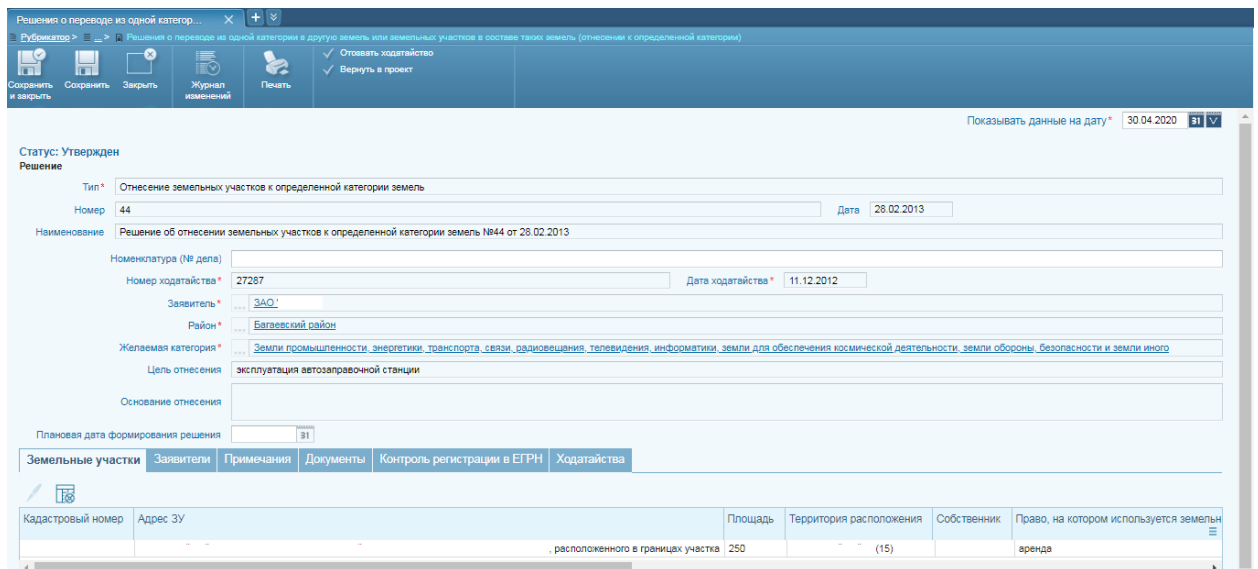 Решения о переводе из одной категор...
Рубрикатор > ... > Решения о переводе из одной категории в другую земель или земельных участков в составе таких земель (отнесении к определенной категории)
Сохранить и закрыть
Сохранить
Закрыть
Журнал изменений
Печать
Отозвать ходатайство
Вернуть в проект
Показывать данные на дату* 30.04.2020 31
Статус: Утвержден
Решение
Тип* Отнесение земельных участков к определенной категории земель
Номер 44 Дата 28.02.2013
Наименование Решение об отнесении земельных участков к определенной категории земель №44 от 28.02.2013
Номенклатура (№ дела)
Номер ходатайства* 27287 Дата ходатайства* 11.12.2012
Заявитель* ... ЗАО '
Район* ... Багаевский район
Желаемая категория* ... Земли промышленности, энергетики, транспорта, связи, радиовещания, телевидения, информатики, земли для обеспечения космической деятельности, земли обороны, безопасности и земли иного
Цель отнесения эксплуатация автозаправочной станции
Основание отнесения
Плановая дата формирования решения 31
Земельные участки Заявители Примечания Документы Контроль регистрации в ЕГРН Ходатайства
Кадастровый номер Адрес ЗУ Площадь Территория расположения Собственник Право, на котором используется земельн
, расположенного в границах участка 250 (15) аренда